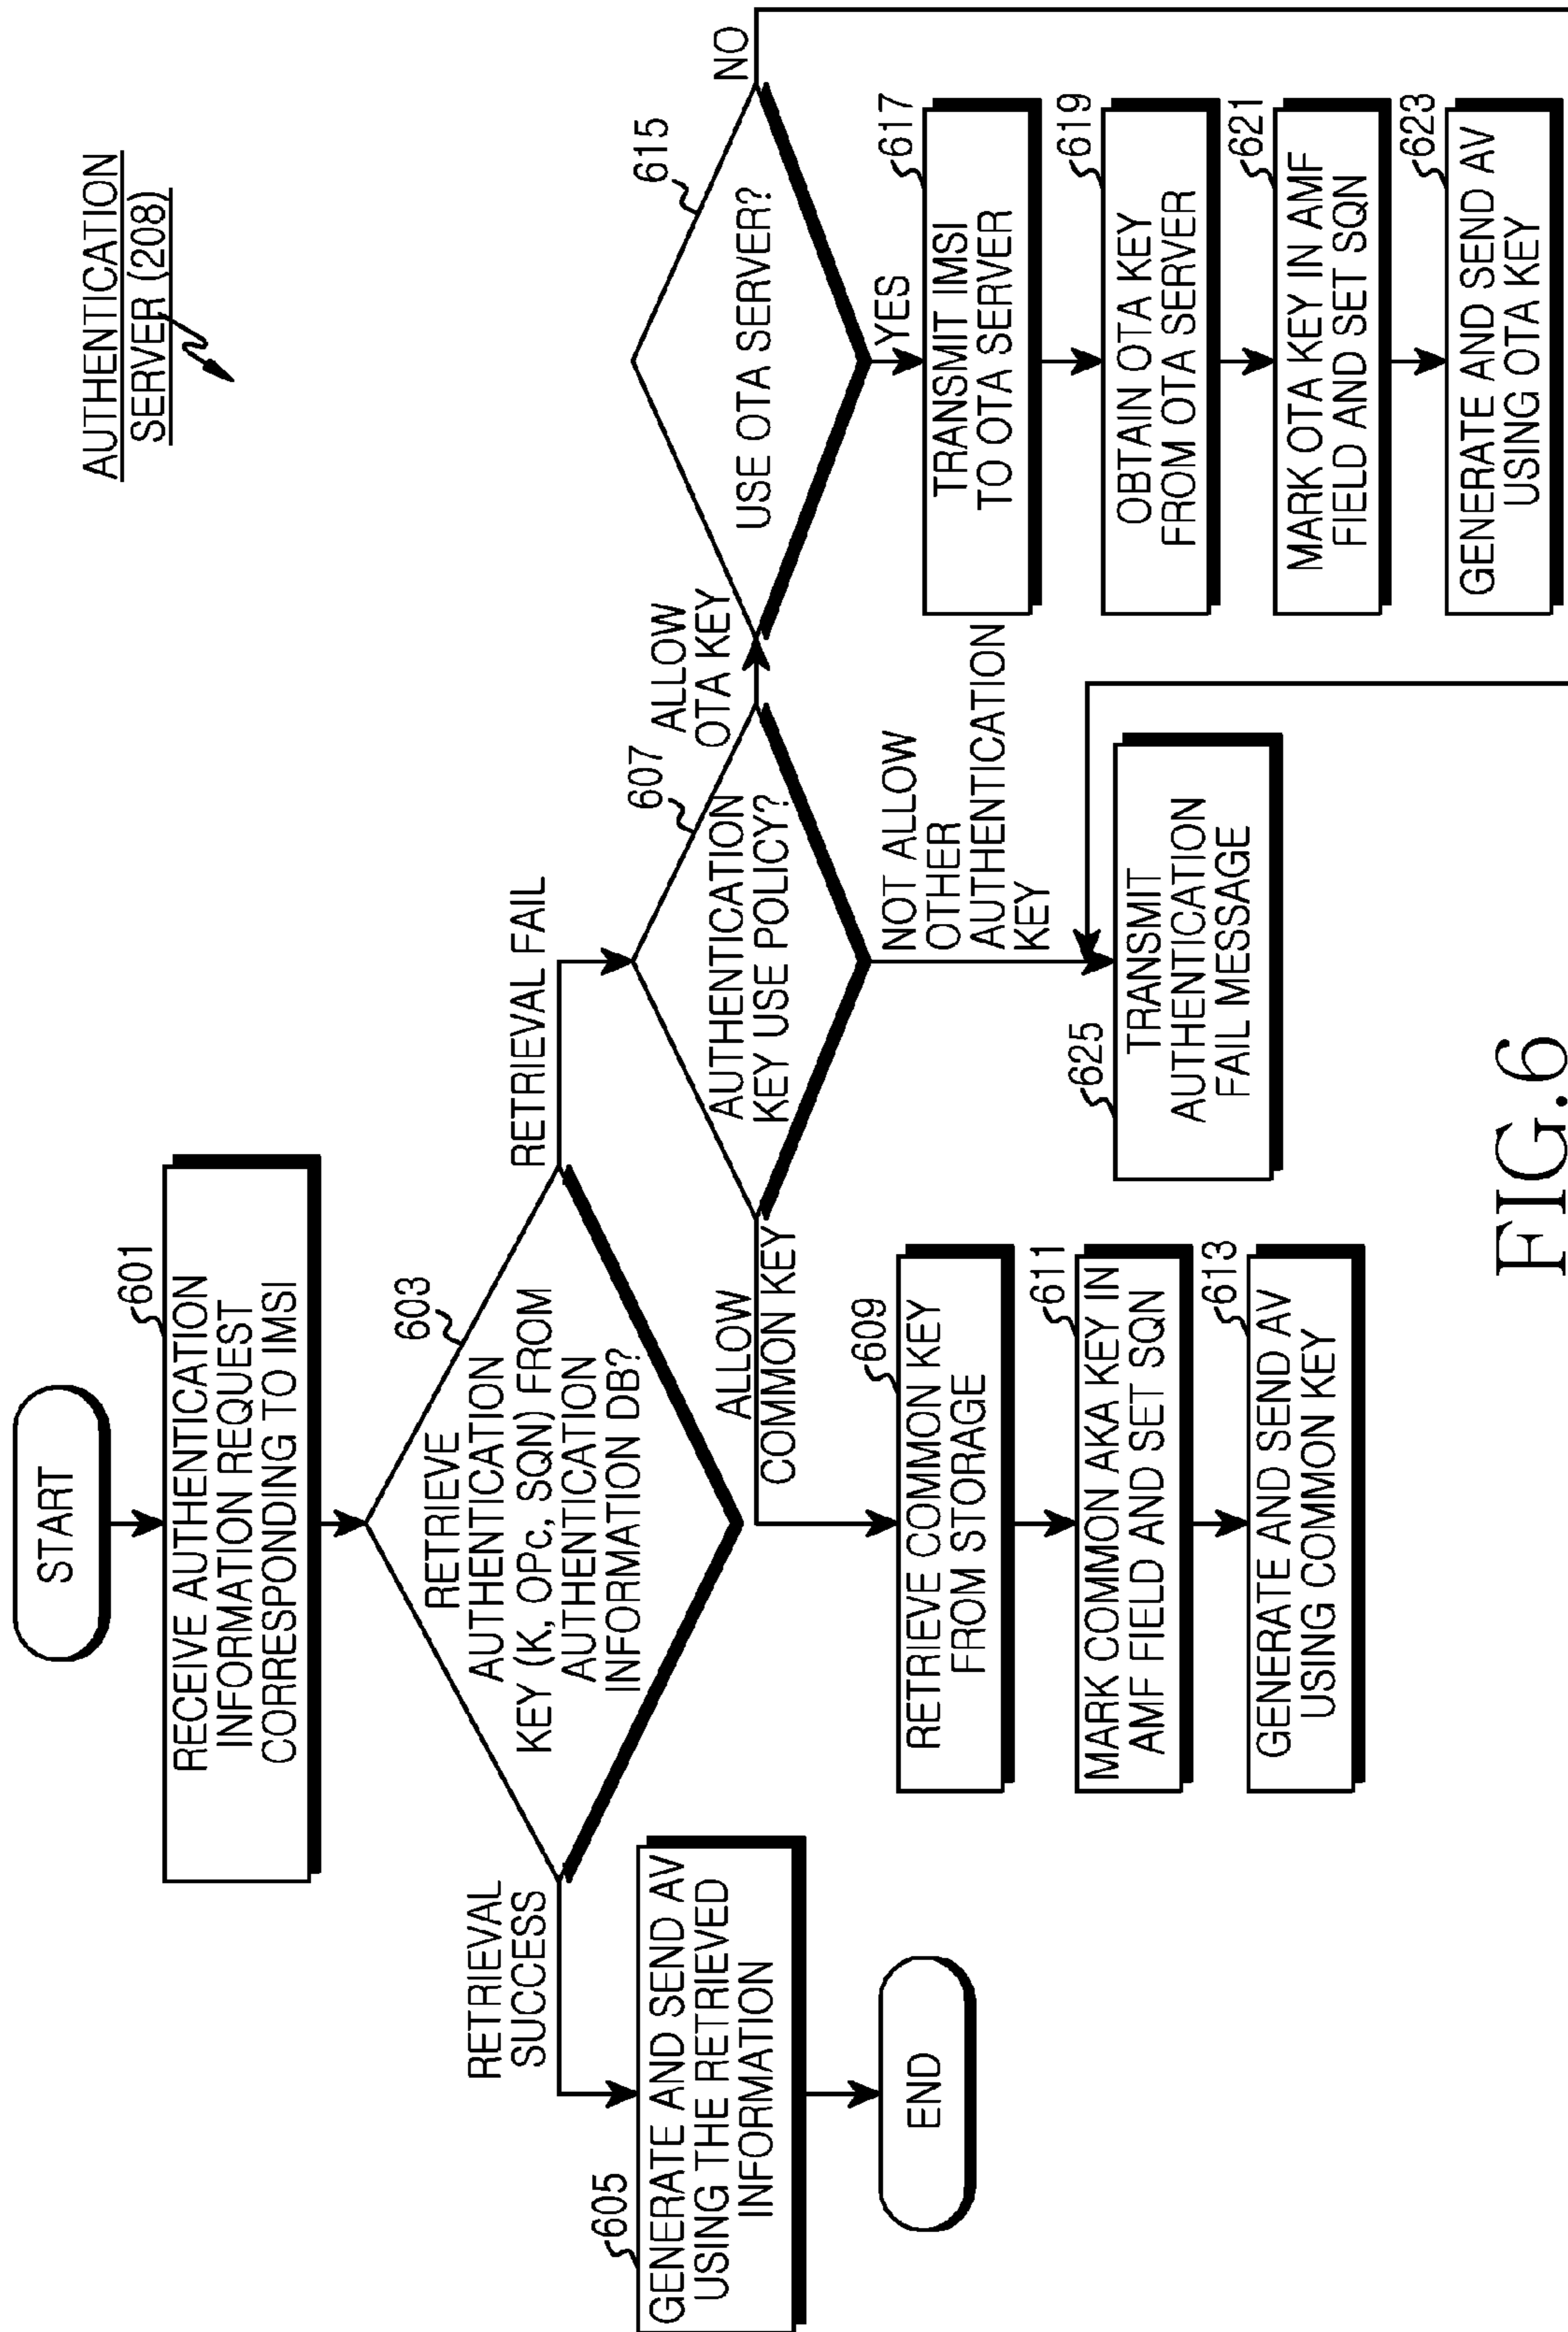 AUTHENTICATION
SERVER (208)
START
601
RECEIVE AUTHENTICATION
INFORMATION REQUEST
CORRESPONDING TO IMSI
603
RETRIEVE
AUTHENTICATION
KEY (K, OPc, SQN) FROM
AUTHENTICATION
INFORMATION DB?
RETRIEVAL
SUCCESS
RETRIEVAL FAIL
605
GENERATE AND SEND AV
USING THE RETRIEVED
INFORMATION
END
607
AUTHENTICATION
KEY USE POLICY?
ALLOW
COMMON KEY
ALLOW
OTA KEY
NOT ALLOW
OTHER
AUTHENTICATION
KEY
609
RETRIEVE COMMON KEY
FROM STORAGE
611
MARK COMMON AKA KEY IN
AMF FIELD AND SET SQN
613
GENERATE AND SEND AV
USING COMMON KEY
615
USE OTA SERVER?
NO
YES
617
TRANSMIT IMSI
TO OTA SERVER
619
OBTAIN OTA KEY
FROM OTA SERVER
621
MARK OTA KEY IN AMF
FIELD AND SET SQN
623
GENERATE AND SEND AV
USING OTA KEY
625
TRANSMIT
AUTHENTICATION
FAIL MESSAGE
FIG.6